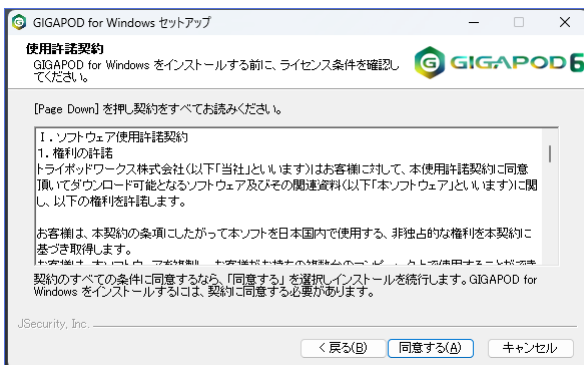 GIGAPOD for Windows セットアップ
使用許諾契約
GIGAPOD for Windows をインストールする前に、ライセンス条件を確認し
てください。
GIGAPOD 6
[Page Down] を押し契約をすべてお読みください。
Ⅰ．ソフトウェア使用許諾契約
1. 権利の許諾
トライポッドワークス株式会社（以下「当社」といいます）はお客様に対して、本使用許諾契約に同意
頂いてダウンロード可能となるソフトウェア及びその関連資料（以下「本ソフトウェア」といいます）に関
し、以下の権利を許諾します。
お客様は、本契約の条項にしたがって本ソフトを日本国内で使用する、非独占的な権利を本契約に
基づき取得します。
契約のすべての条件に同意するなら、「同意する」 を選択しインストールを続行します。GIGAPOD for
Windows をインストールするには、契約に同意する必要があります。
JSecurity, Inc.
< 戻る(B)
同意する(A)
キャンセル